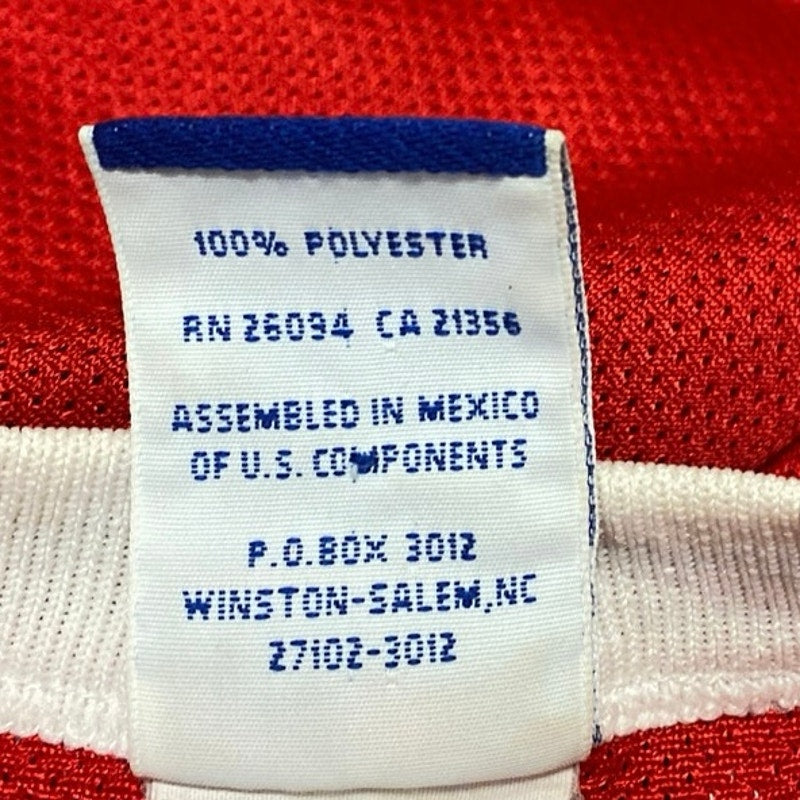 100% POLYESTER
RN 26094 CA 21356
ASSEMBLED IN MEXICO
OF U.S. COMPONENTS
P.O.BOX 3012
WINSTON-SALEM,NC
27102-3012